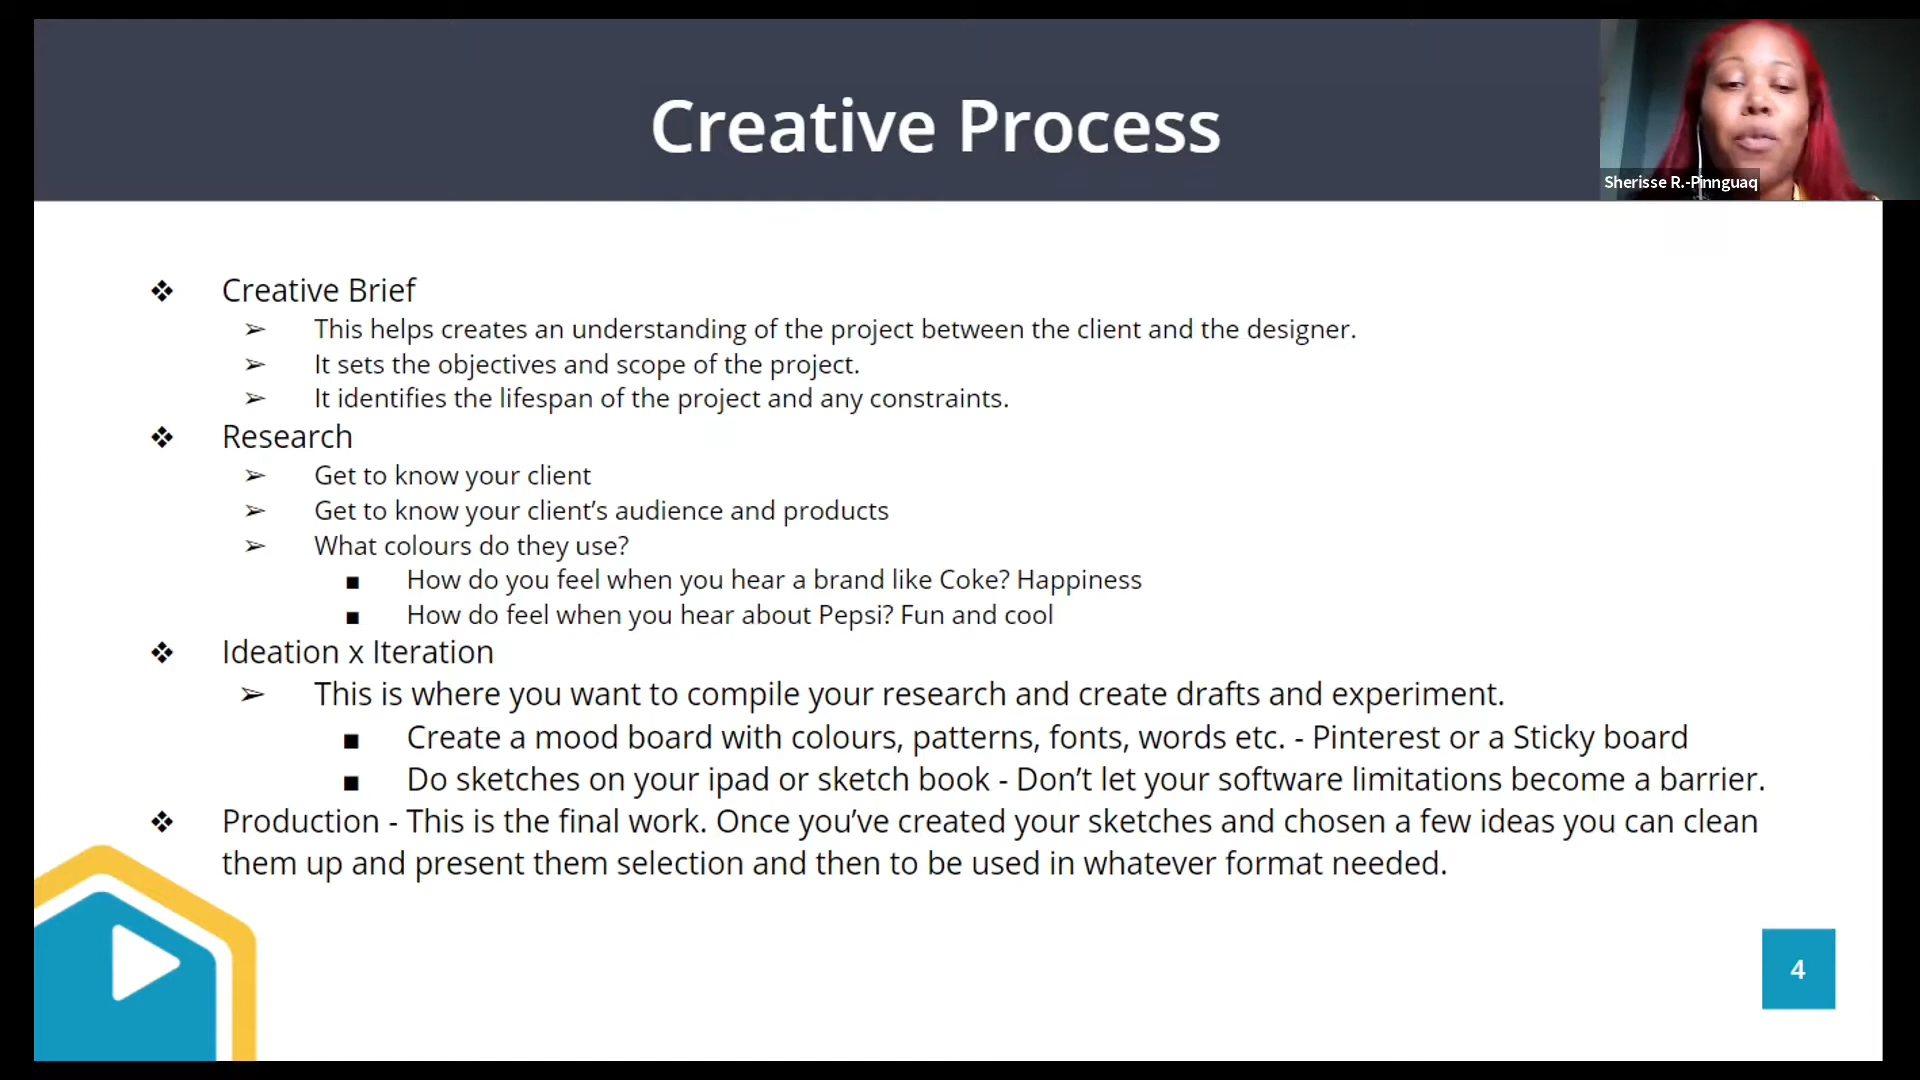 Creative Process
Sherisse R.-Pinnguaq
❖ Creative Brief
➢ This helps creates an understanding of the project between the client and the designer.
➢ It sets the objectives and scope of the project.
➢ It identifies the lifespan of the project and any constraints.
❖ Research
➢ Get to know your client
➢ Get to know your client’s audience and products
➢ What colours do they use?
■ How do you feel when you hear a brand like Coke? Happiness
■ How do feel when you hear about Pepsi? Fun and cool
❖ Ideation x Iteration
➢ This is where you want to compile your research and create drafts and experiment.
■ Create a mood board with colours, patterns, fonts, words etc. - Pinterest or a Sticky board
■ Do sketches on your ipad or sketch book - Don’t let your software limitations become a barrier.
❖ Production - This is the final work. Once you’ve created your sketches and chosen a few ideas you can clean
them up and present them selection and then to be used in whatever format needed.
4